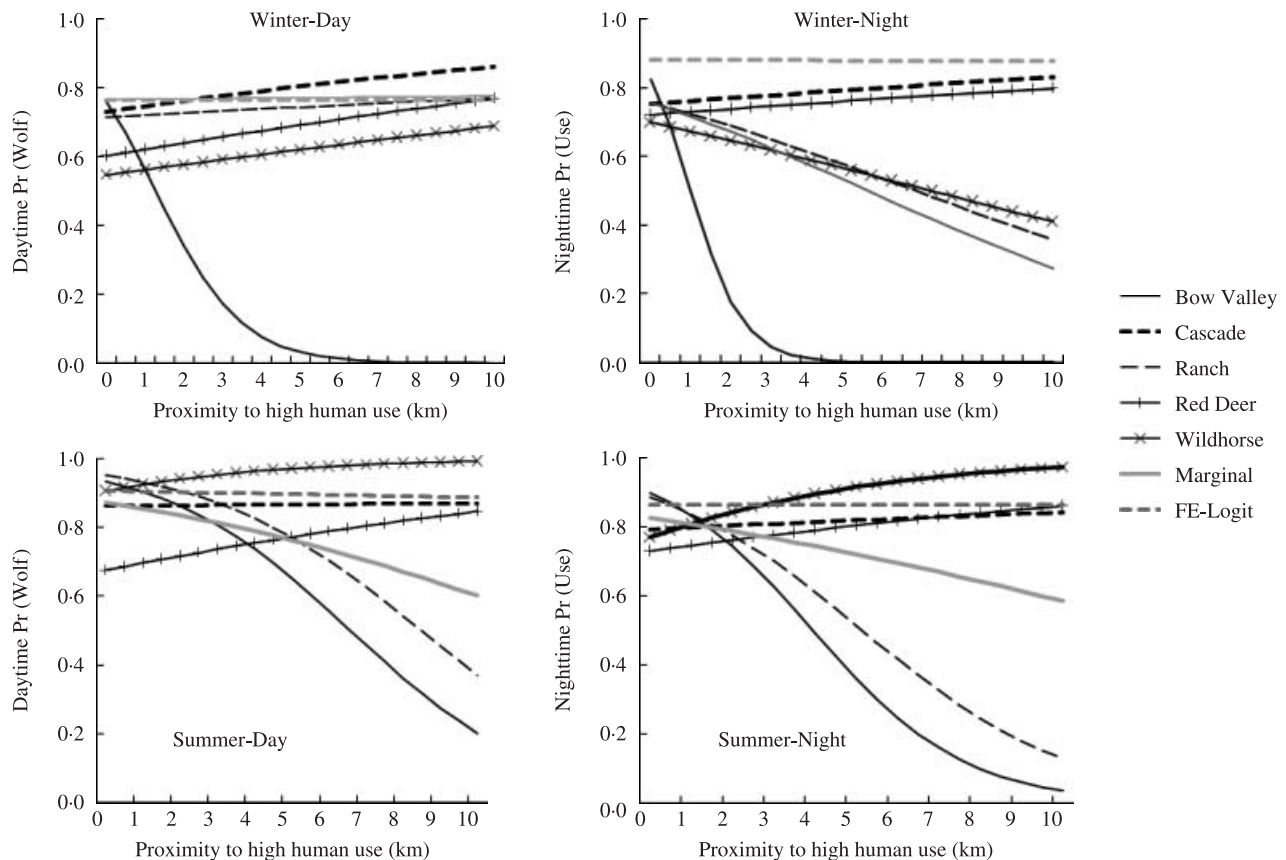 Winter-Day
Daytime Pr (Wolf)
1·0
0·8
0·6
0·4
0·2
0·0
0 1 2 3 4 5 6 7 8 9 10
Proximity to high human use (km)
Winter-Night
Nighttime Pr (Use)
1·0
0·8
0·6
0·4
0·2
0·0
0 1 2 3 4 5 6 7 8 9 10
Proximity to high human use (km)
Bow Valley
Cascade
Ranch
Red Deer
Wildhorse
Marginal
FE-Logit
Daytime Pr (Wolf)
1·0
0·8
0·6
0·4
0·2
0·0
Summer-Day
0 1 2 3 4 5 6 7 8 9 10
Proximity to high human use (km)
Nighttime Pr (Use)
1·0
0·8
0·6
0·4
0·2
0·0
Summer-Night
0 1 2 3 4 5 6 7 8 9 10
Proximity to high human use (km)